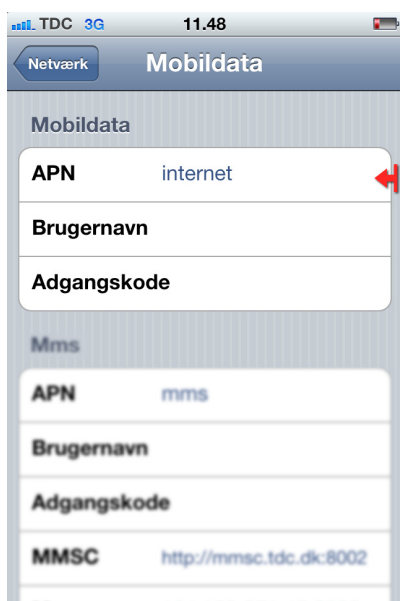 TDC 3G 11.48
Netværk Mobildata
Mobildata
APN internet
Brugernavn
Adgangskode
Mms
APN mms
Brugernavn
Adgangskode
MMSC http://mmsc.tdc.dk:8002